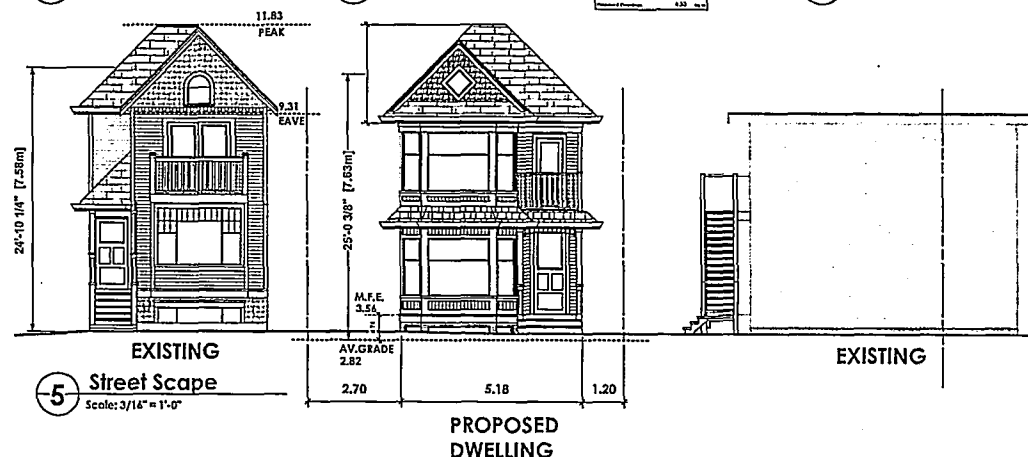 4.53
11.83
PEAK
9.31
EAVE
24'-10 1/4" [7.58m]
25'-0 3/8" [7.63m]
M.F.E.
3.56
AV.GRADE
2.82
EXISTING
EXISTING
5
Street Scape
Scale: 3/16" = 1'-0"
2.70
5.18
1.20
PROPOSED
DWELLING